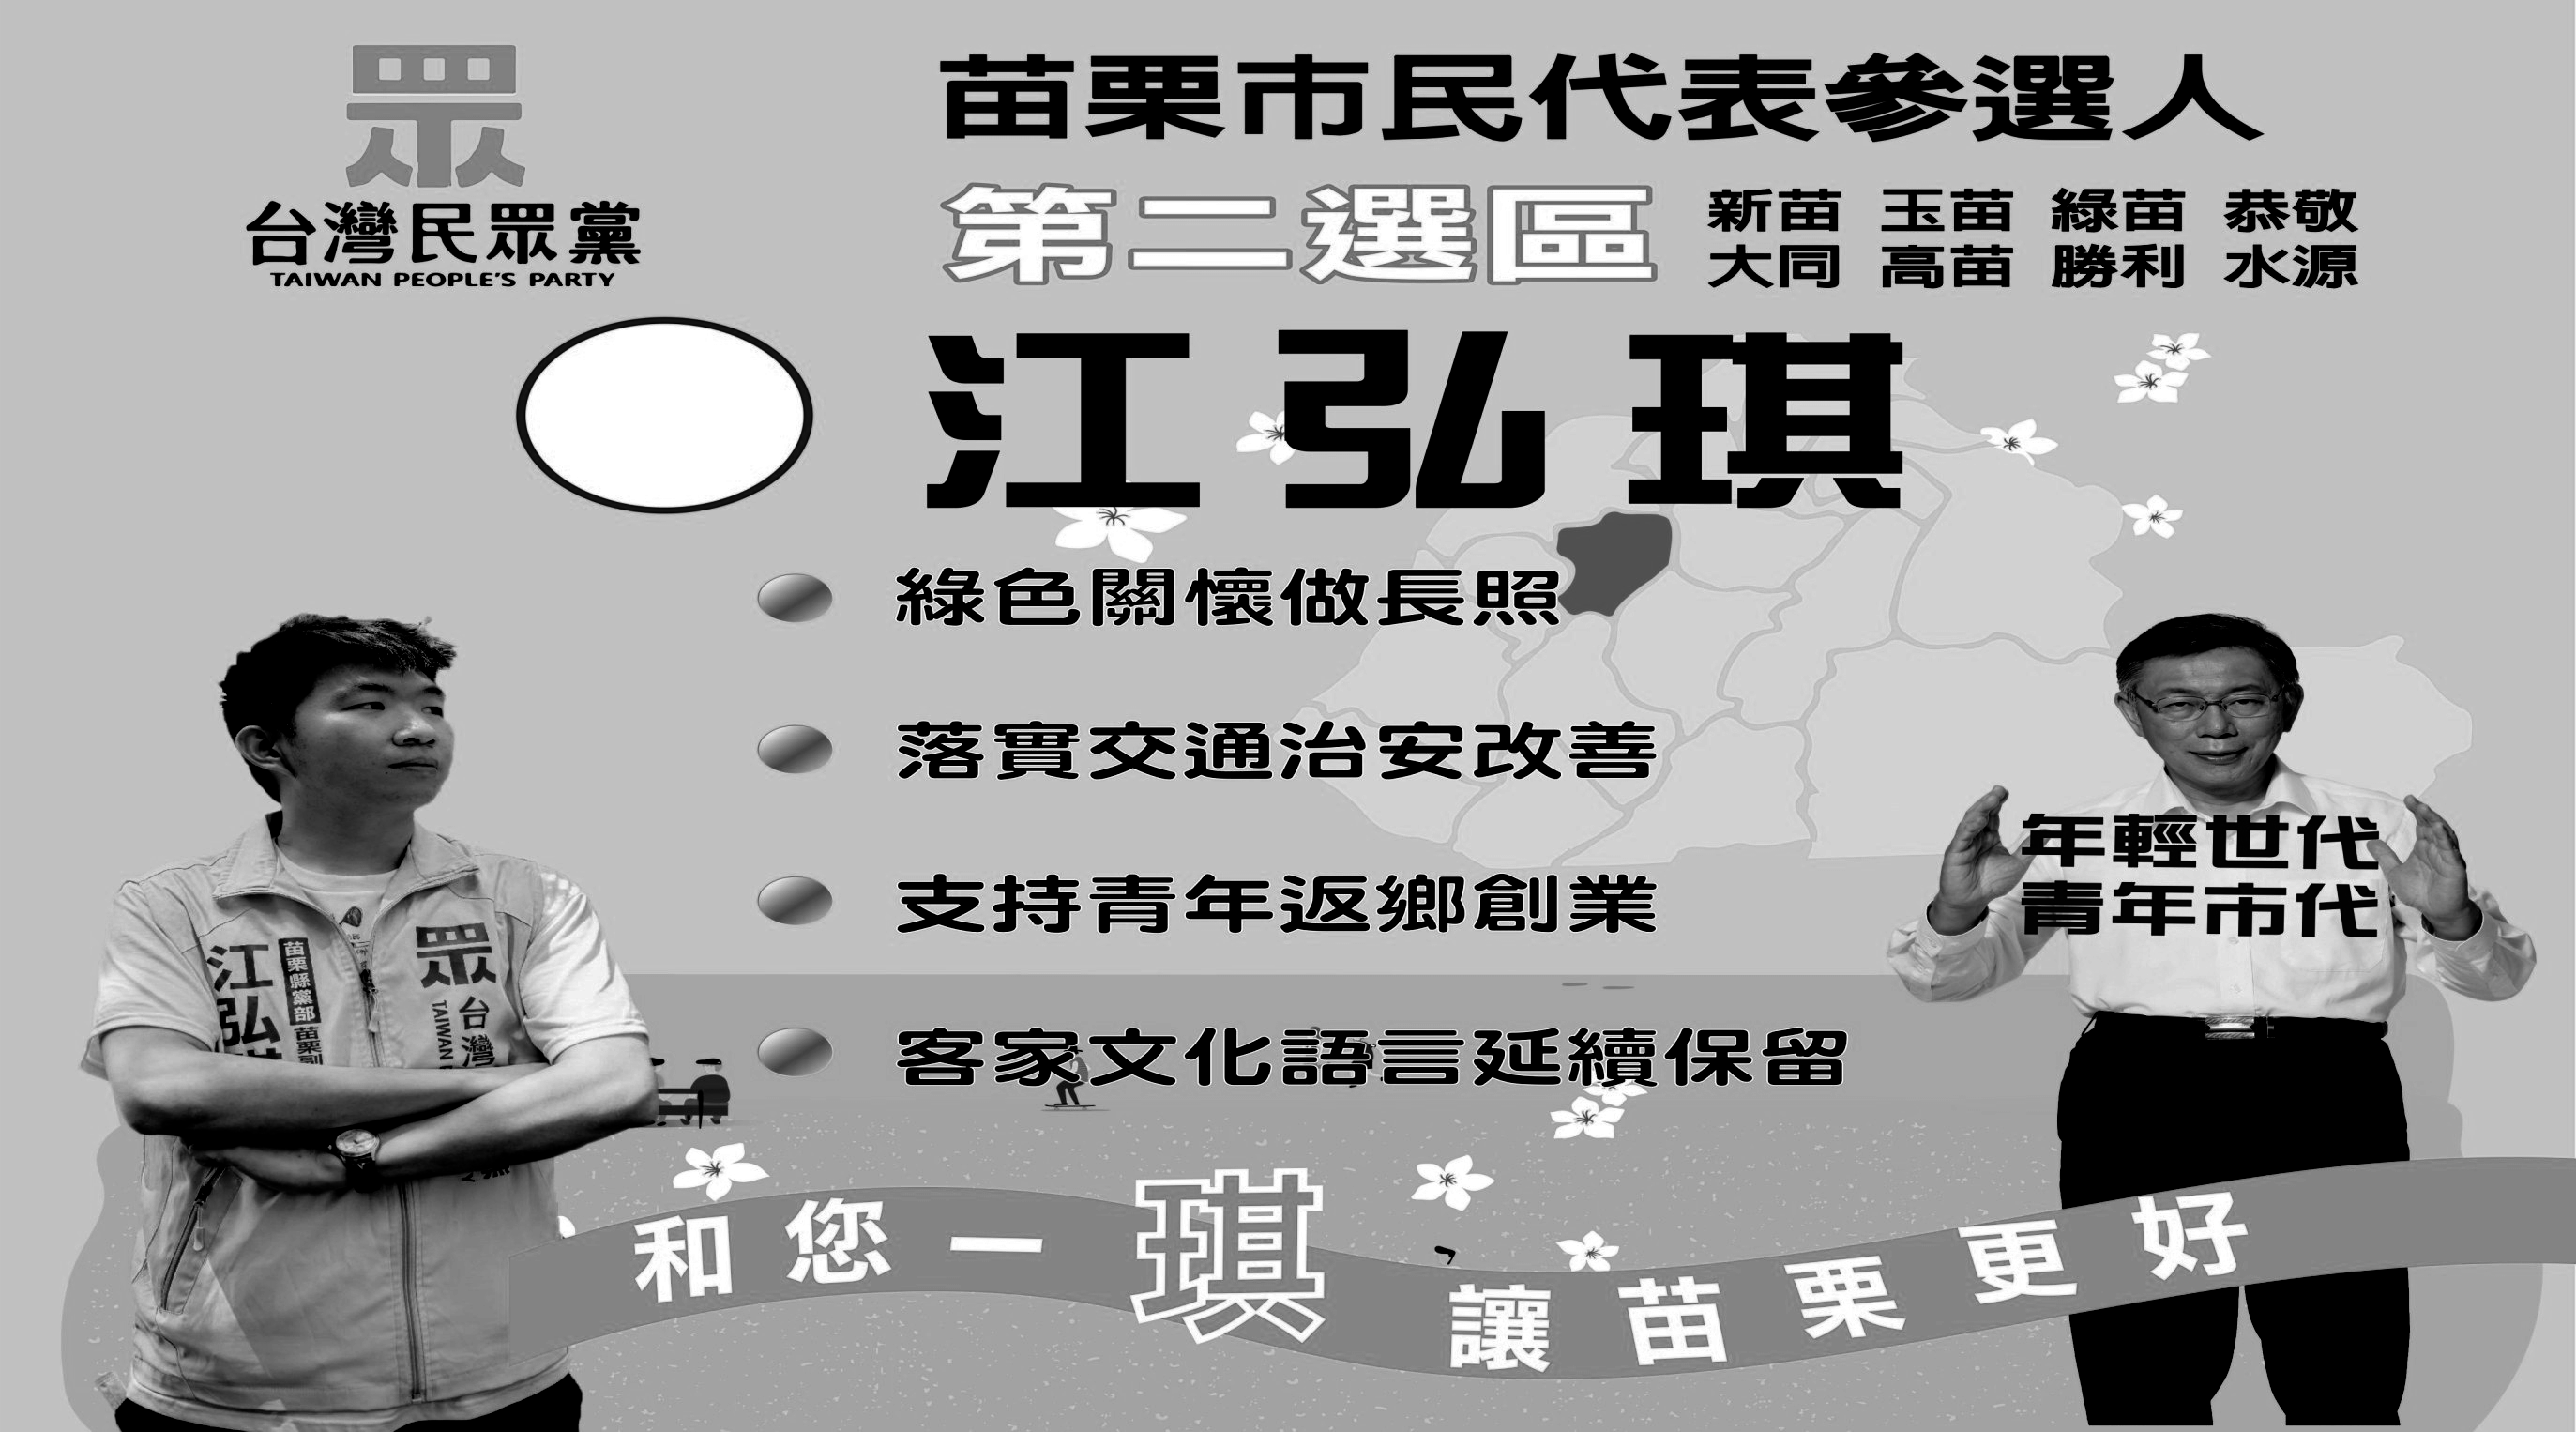 眾
台灣民眾黨
TAIWAN PEOPLE'S PARTY
苗栗市民代表參選人
第二選區
新苗 玉苗 綠苗 恭敬
大同 高苗 勝利 水源
江弘琪
綠色關懷做長照
落實交通治安改善
支持青年返鄉創業
客家文化語言延續保留
年輕世代
青年市代
江弘
苗栗縣黨部 苗栗
眾
台灣
TAIWAN
和您一琪 讓苗栗更好